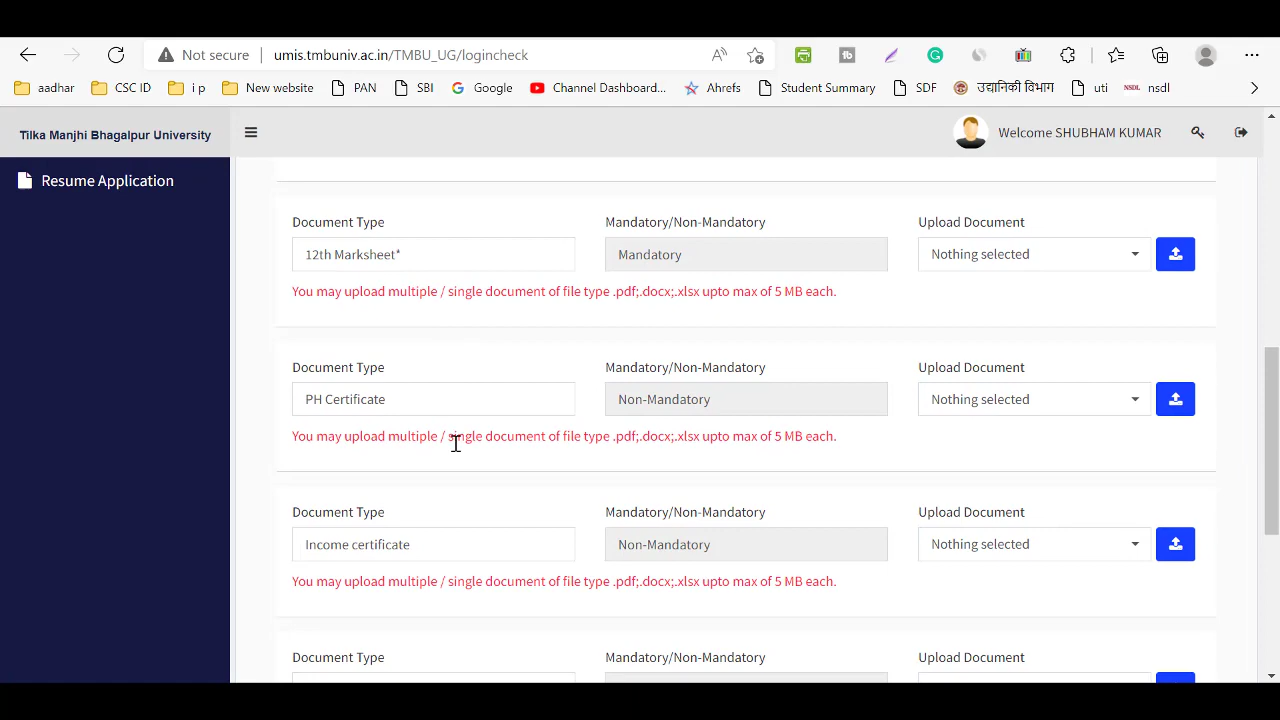 Not secure | umis.tmbuniv.ac.in/TMBU_UG/logincheck
aadhar CSC ID i p New website PAN SBI Google Channel Dashboard... Ahrefs Student Summary SDF उद्यानिकी विभाग uti NSDL nsdl
Tilka Manjhi Bhagalpur University
Welcome SHUBHAM KUMAR
Resume Application
Document Type Mandatory/Non-Mandatory Upload Document
12th Marksheet* Mandatory Nothing selected
You may upload multiple / single document of file type .pdf;.docx;.xlsx upto max of 5 MB each.
Document Type Mandatory/Non-Mandatory Upload Document
PH Certificate Non-Mandatory Nothing selected
You may upload multiple / single document of file type .pdf;.docx;.xlsx upto max of 5 MB each.
Document Type Mandatory/Non-Mandatory Upload Document
Income certificate Non-Mandatory Nothing selected
You may upload multiple / single document of file type .pdf;.docx;.xlsx upto max of 5 MB each.
Document Type Mandatory/Non-Mandatory Upload Document